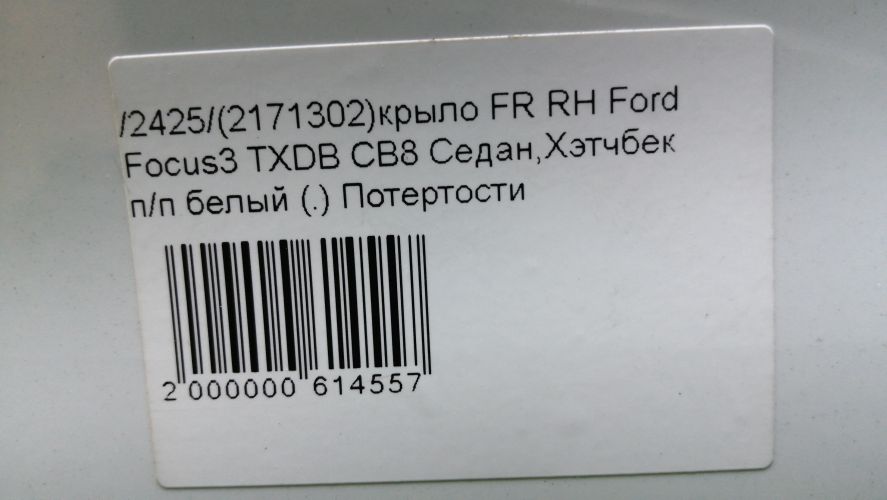 /2425/(2171302)крыло FR RH Ford
Focus3 TXDB CB8 Седан,Хэтчбек
п/п белый (.) Потертости
2 000000 614557